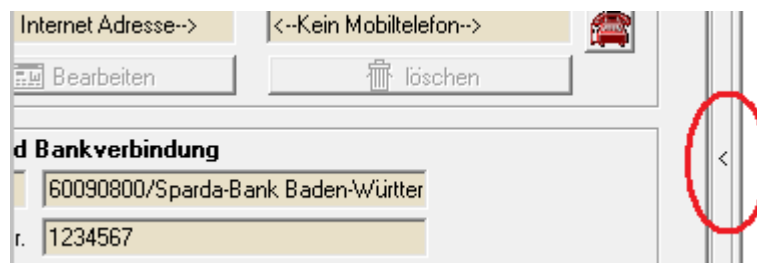 Internet Adresse-->
<--Kein Mobiltelefon-->
Bearbeiten
löschen
d Bankverbindung
60090800/Sparda-Bank Baden-Württer
r.
1234567
<